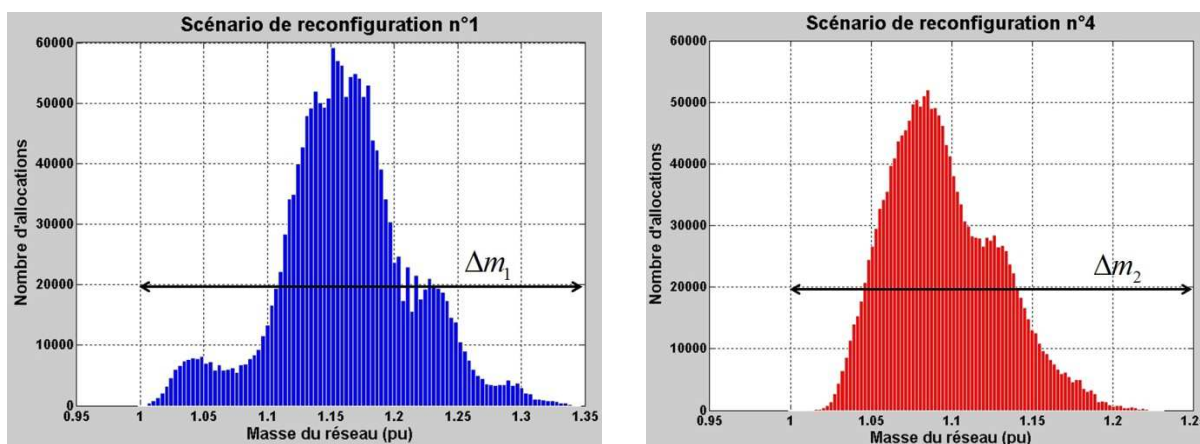 Scénario de reconfiguration n°1
60000
50000
40000
30000
20000
10000
0
Nombre d'allocations
Δm₁
0.95 1 1.05 1.1 1.15 1.2 1.25 1.3 1.35
Masse du réseau (pu)
Scénario de reconfiguration n°4
60000
50000
40000
30000
20000
10000
0
Nombre d'allocations
Δm₂
0.95 1 1.05 1.1 1.15 1.2 1.2
Masse du réseau (pu)